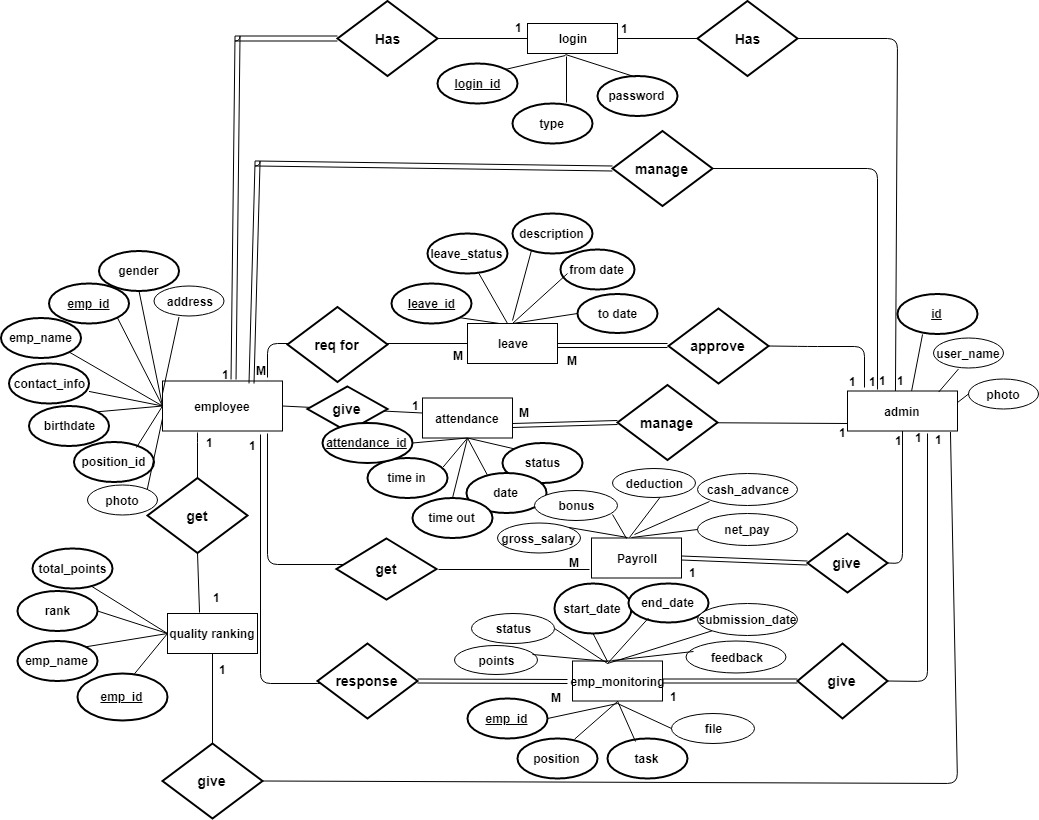 Has
1
login
1
Has
login_id
password
type
manage
description
leave_status
gender
from date
address
leave_id
emp_id
to date
id
emp_name
req for
leave
approve
user_name
M
M
1
M
1
1
1
1
contact_info
photo
employee
give
1
attendance
M
manage
admin
birthdate
1
1
attendance_id
1
1
1
1
position_id
status
time in
deduction
cash_advance
photo
date
bonus
get
time out
net_pay
gross_salary
Payroll
give
get
M
1
total_points
rank
1
start_date
end_date
submission_date
quality ranking
status
emp_name
1
points
feedback
response
emp_monitoring
give
emp_id
M
1
emp_id
file
position
task
give